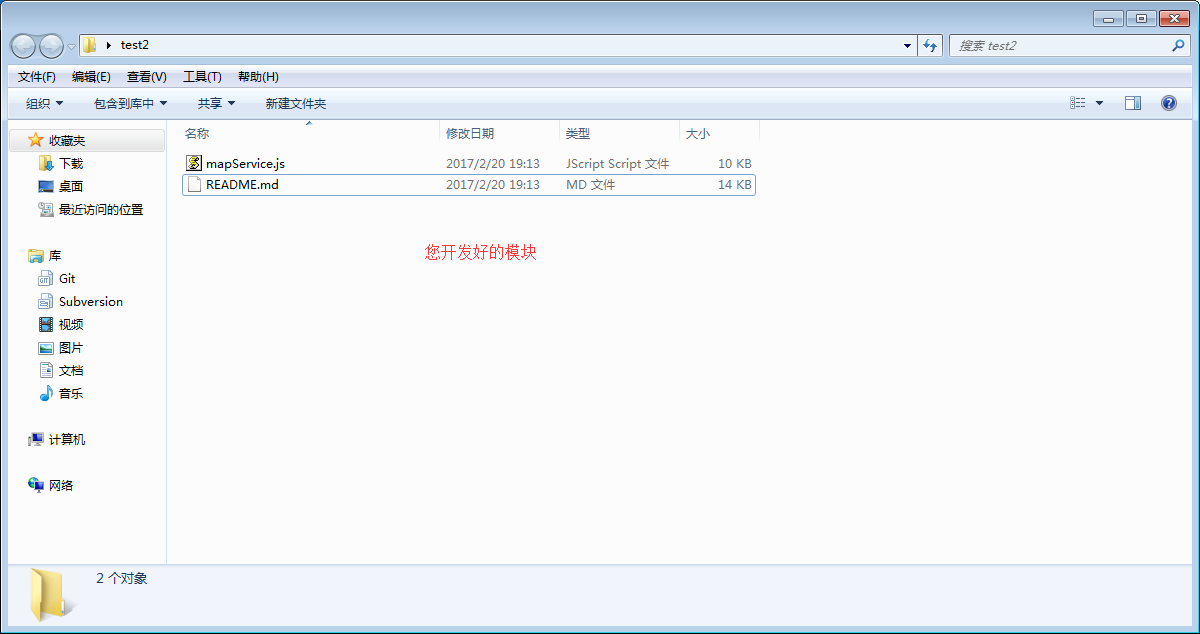 test2
搜索 test2
文件(F) 编辑(E) 查看(V) 工具(T) 帮助(H)
组织 包含到库中 共享 新建文件夹
名称 修改日期 类型 大小
mapService.js 2017/2/20 19:13 JScript Script 文件 10 KB
README.md 2017/2/20 19:13 MD 文件 14 KB
您开发好的模块
收藏夹
下载
桌面
最近访问的位置
库
Git
Subversion
视频
图片
文档
音乐
计算机
网络
2 个对象